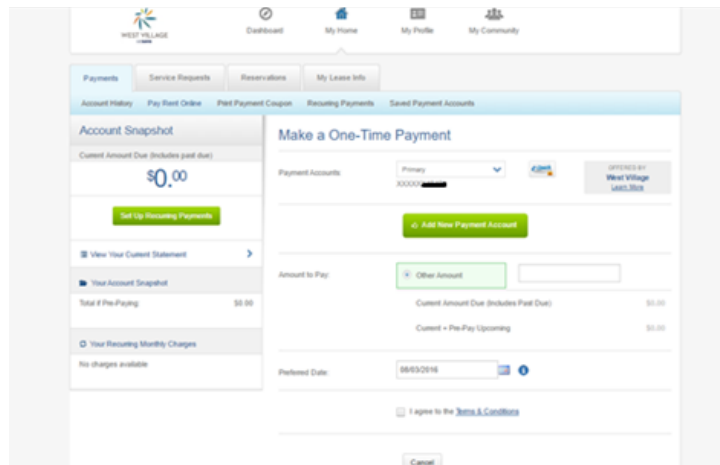 WEST VILLAGE
Dashboard My Home My Profile My Community
Payments Service Requests Reservations My Lease Info
Account History Pay Rent Online Print Payment Coupon Recurring Payments Saved Payment Accounts
Account Snapshot
Current Amount Due (Includes past due)
$0.00
Set Up Recurring Payments
View Your Current Statement
Your Account Snapshot
Total if Pre-Paying: $0.00
Your Recurring Monthly Charges
No charges available
Make a One-Time Payment
Payment Accounts: Primary
OFFERED BY
West Village
Learn More
Add New Payment Account
Amount to Pay: Other Amount
Current Amount Due (Includes Past Due) $0.00
Current + Pre-Pay Upcoming $0.00
Preferred Date: 08/03/2016
I agree to the Terms & Conditions
Cancel